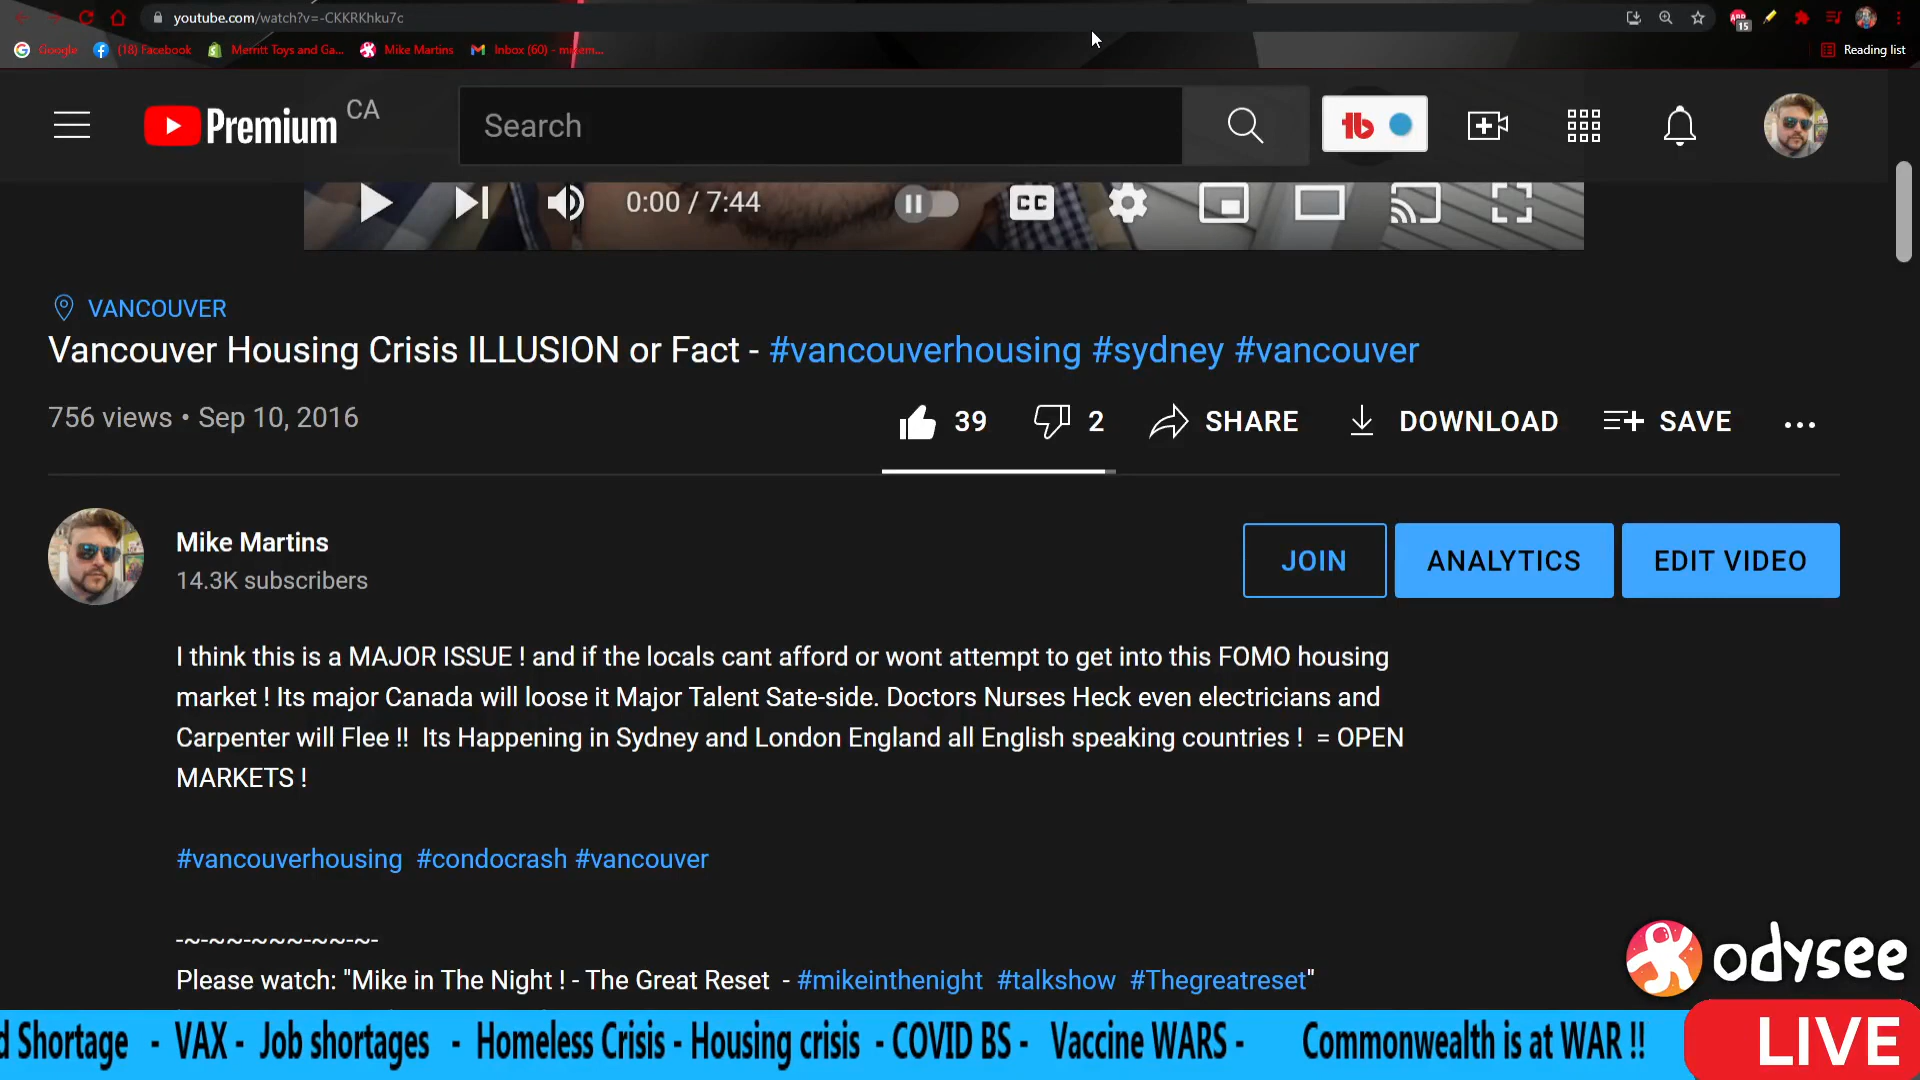 youtube.com/watch?v=-CKKRKhku7c
Google (18) Facebook Merritt Toys and Ga... Mike Martins Inbox (60) - mikem... Reading list
15
Premium CA
Search
tb
0:00 / 7:44
CC
VANCOUVER
Vancouver Housing Crisis ILLUSION or Fact - #vancouverhousing #sydney #vancouver
756 views • Sep 10, 2016
39 2 SHARE DOWNLOAD SAVE ...
Mike Martins
14.3K subscribers
JOIN ANALYTICS EDIT VIDEO
I think this is a MAJOR ISSUE ! and if the locals cant afford or wont attempt to get into this FOMO housing
market ! Its major Canada will loose it Major Talent Sate-side. Doctors Nurses Heck even electricians and
Carpenter will Flee !!  Its Happening in Sydney and London England all English speaking countries !  = OPEN
MARKETS !
#vancouverhousing  #condocrash #vancouver
-~-~~-~~~-~~-~-
Please watch: "Mike in The Night ! - The Great Reset  - #mikeinthenight  #talkshow  #Thegreatreset"
odysee
d Shortage - VAX - Job shortages - Homeless Crisis - Housing crisis - COVID BS - Vaccine WARS - Commonwealth is at WAR !!
LIVE